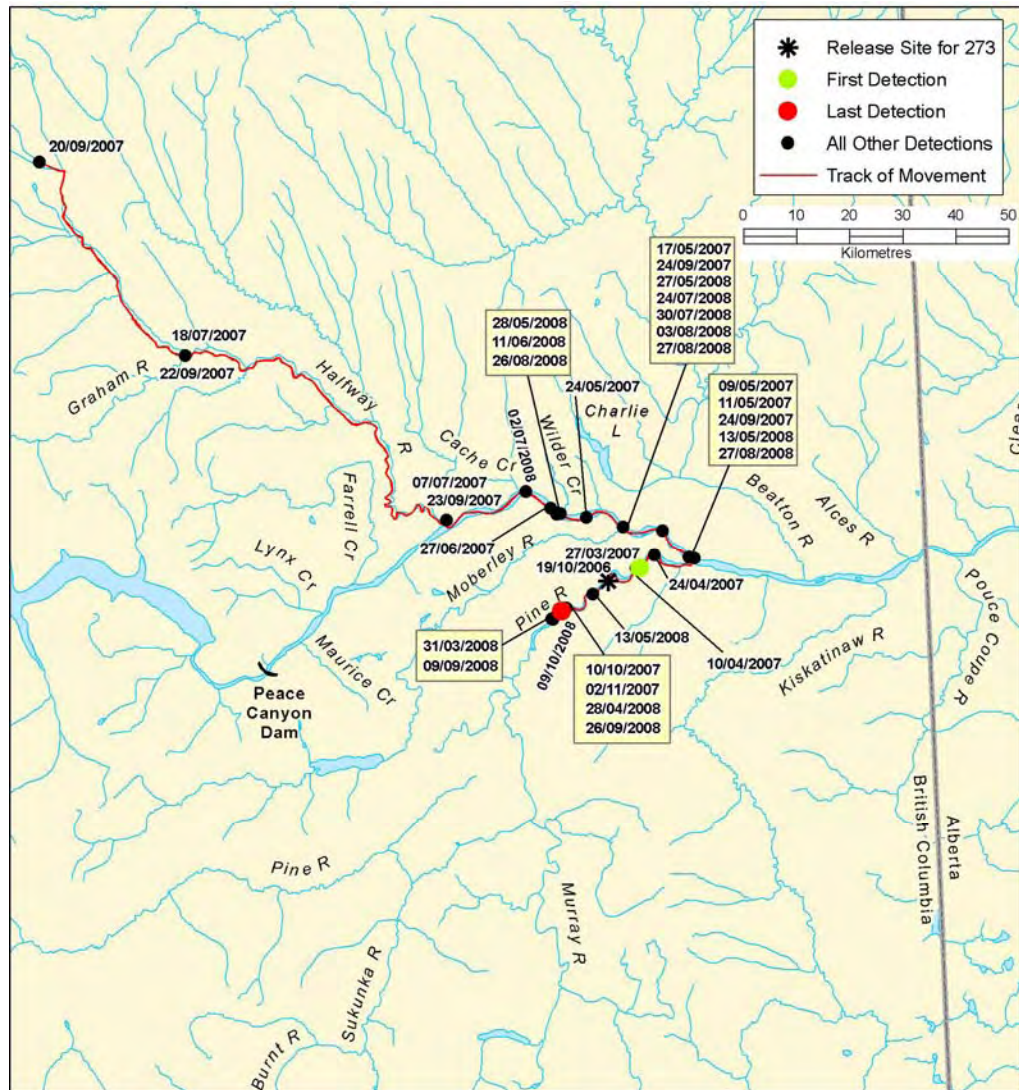 Release Site for 273
First Detection
Last Detection
All Other Detections
Track of Movement
0 10 20 30 40 50
Kilometres
20/09/2007
18/07/2007
22/09/2007
Graham R
Halfway
R
17/05/2007
24/09/2007
27/05/2008
24/07/2008
30/07/2008
03/08/2008
27/08/2008
28/05/2008
11/06/2008
26/08/2008
24/05/2007
Charlie
L
09/05/2007
11/05/2007
24/09/2007
13/05/2008
27/08/2008
02/07/2008
Wilder Cr
Cache Cr
07/07/2007
23/09/2007
Farrell Cr
Beatton R
Alces R
Lynx Cr
27/06/2007
Moberley R
27/03/2007
19/10/2006
24/04/2007
Pine R
Pouce Coupe R
Maurice Cr
31/03/2008
09/09/2008
09/10/2008
13/05/2008
10/04/2007
Kiskatinaw R
10/10/2007
02/11/2007
28/04/2008
26/09/2008
Peace
Canyon
Dam
British Columbia
Alberta
Pine R
Murray R
Sukunka R
Burnt R